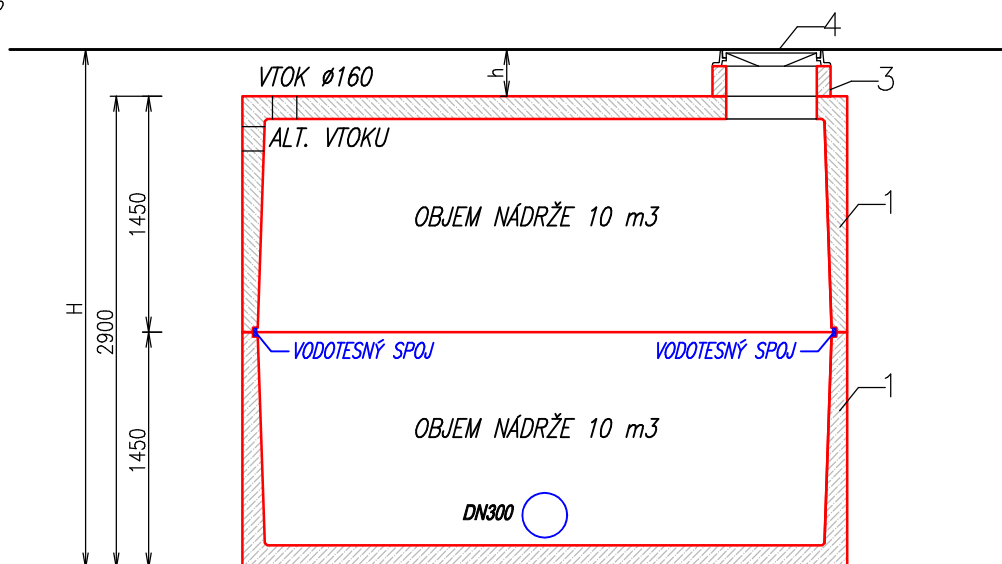 4
VTOK ø160
h
3
ALT. VTOKU
1450
OBJEM NÁDRŽE 10 m3
1
H
2900
VODOTESNÝ SPOJ
VODOTESNÝ SPOJ
1
1450
OBJEM NÁDRŽE 10 m3
DN300